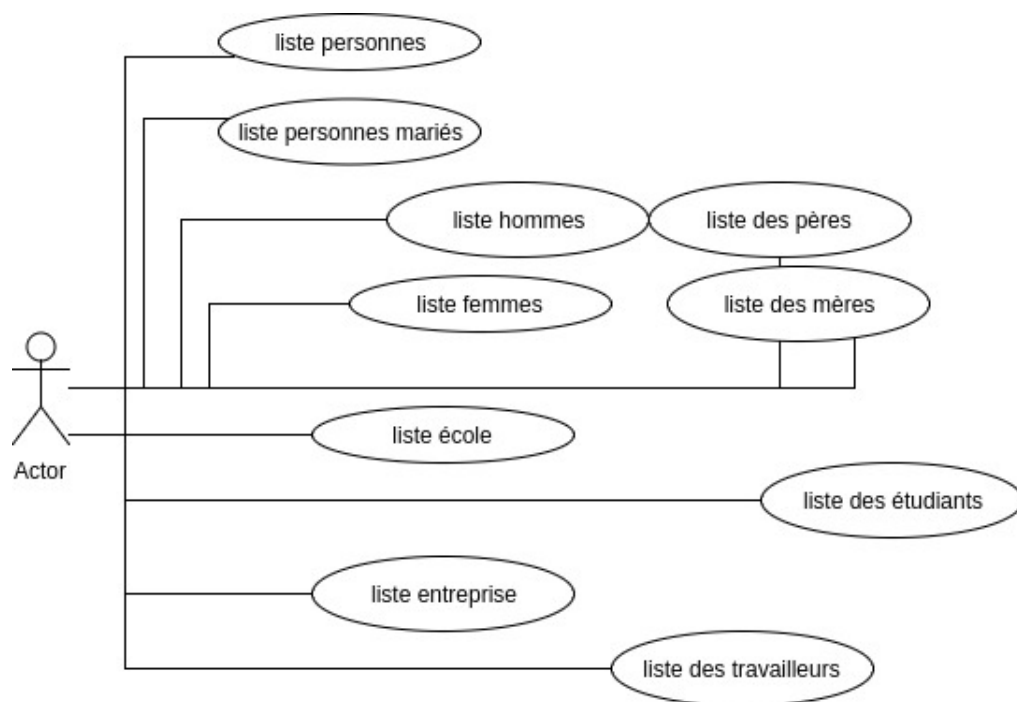 liste personnes
liste personnes mariés
liste hommes
liste des pères
liste femmes
liste des mères
Actor
liste école
liste des étudiants
liste entreprise
liste des travailleurs